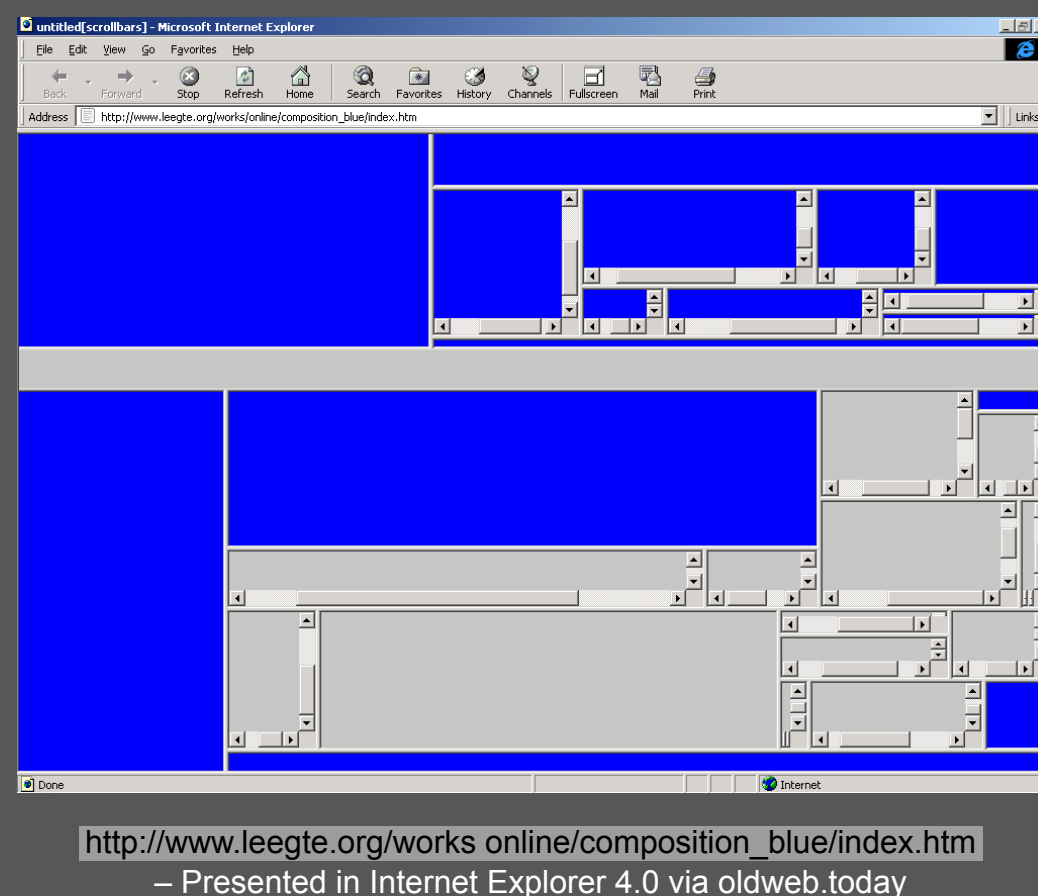 untitled[scrollbars] - Microsoft Internet Explorer
File Edit View Go Favorites Help
Back Forward Stop Refresh Home Search Favorites History Channels Fullscreen Mail Print
Address http://www.leegte.org/works/online/composition_blue/index.htm Links
Done Internet
http://www.leegte.org/works online/composition_blue/index.htm
– Presented in Internet Explorer 4.0 via oldweb.today